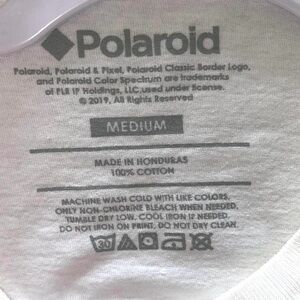 Polaroid
Polaroid, Polaroid & Pixel, Polaroid Classic Border Logo,
and Polaroid Color Spectrum are trademarks
of PLR IP Holdings, LLC, used under license.
© 2019, All Rights Reserved
MEDIUM
MADE IN HONDURAS
100% COTTON
MACHINE WASH COLD WITH LIKE COLORS,
ONLY NON-CHLORINE BLEACH WHEN NEEDED.
TUMBLE DRY LOW. COOL IRON IF NEEDED.
DO NOT IRON ON PRINT, DO NOT DRY CLEAN.
30